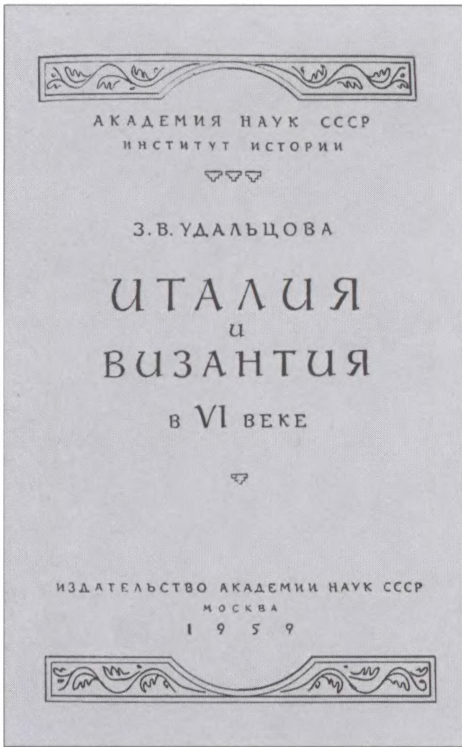 АКАДЕМИЯ НАУК СССР
ИНСТИТУТ ИСТОРИИ
З. В. УДАЛЬЦОВА
ИТАЛИЯ
и
ВИЗАНТИЯ
В VI ВЕКЕ
ИЗДАТЕЛЬСТВО АКАДЕМИИ НАУК СССР
МОСКВА
1959